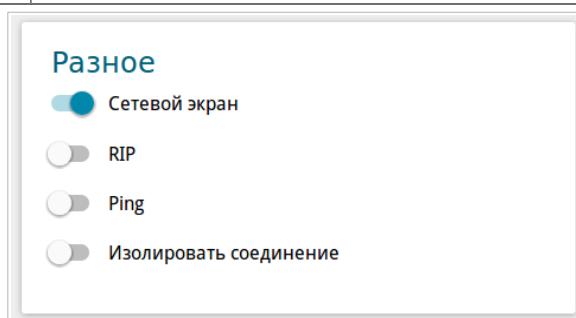 Разное
Сетевой экран
RIP
Ping
Изолировать соединение